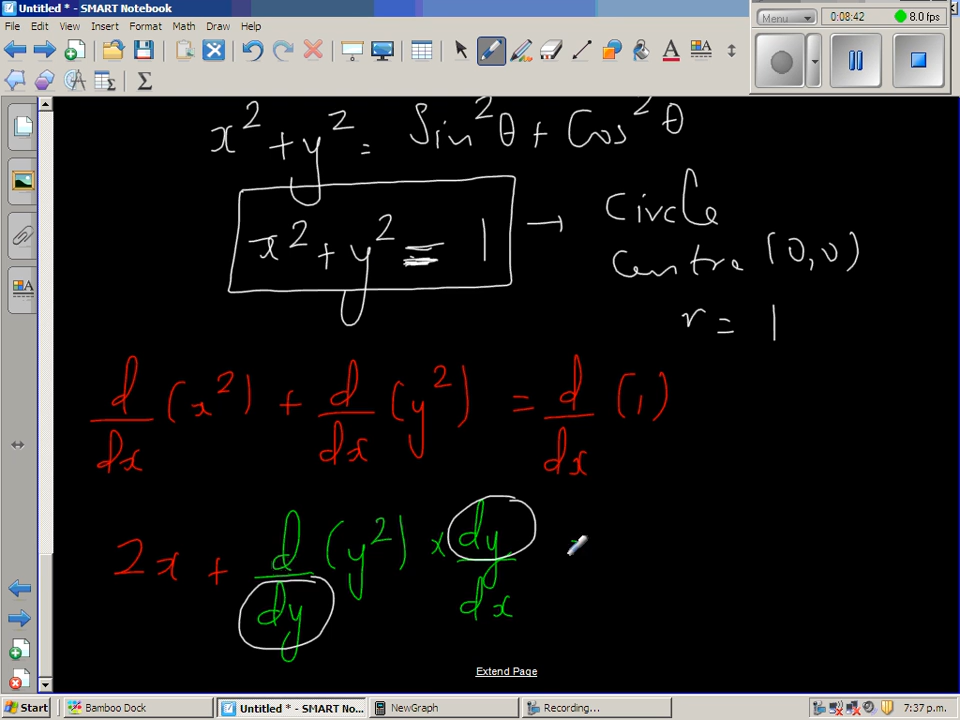 Untitled * - SMART Notebook
File Edit View Insert Format Math Draw Help
Menu 0:08:42 8.0 fps
A
Σ
x² + y² = Sin²θ + Cos²θ
x² + y² = 1 → Circle
Centre (0,0)
r = 1
d/dx (x²) + d/dx (y²) = d/dx (1)
2x + d/dy (y²) × dy/dx =
Extend Page
Start Bamboo Dock Untitled * - SMART No... NewGraph Recording... 7:37 p.m.